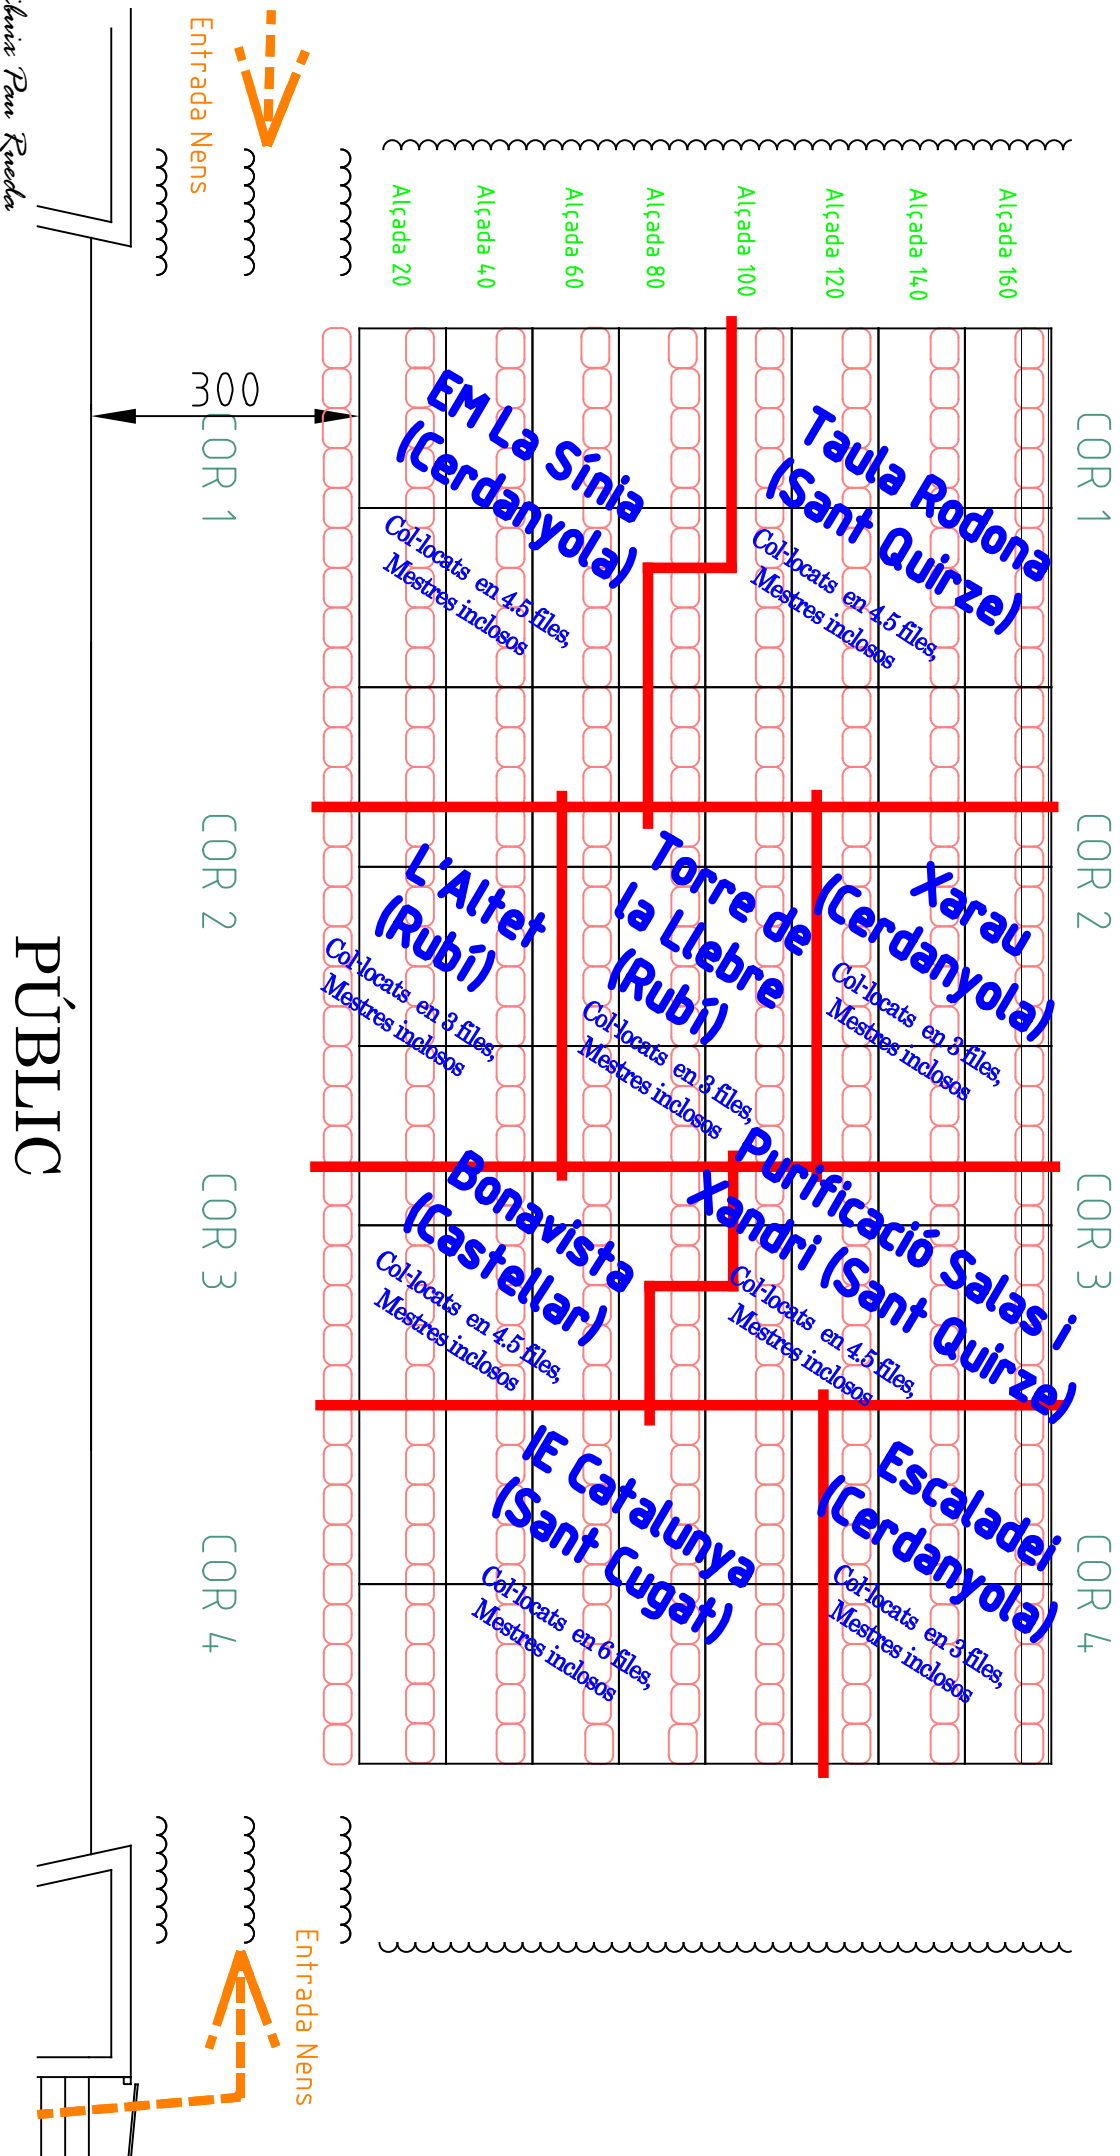 Pau Rueda
Entrada Nens
Alçada 160
Alçada 140
Alçada 120
Alçada 100
Alçada 80
Alçada 60
Alçada 40
Alçada 20
COR 1
COR 2
COR 3
COR 4
Taula Rodona
(Sant Quirze)
Col·locats en 4.5 files,
Mestres inclosos
EM La Sínia
(Cerdanyola)
Col·locats en 4.5 files,
Mestres inclosos
Xarau
(Cerdanyola)
Col·locats en 3 files,
Mestres inclosos
Torre de
la Llebre
(Rubí)
Col·locats en 3 files,
Mestres inclosos
L'Altet
(Rubí)
Col·locats en 3 files,
Mestres inclosos
Purificació Salas i
Xandri (Sant Quirze)
Col·locats en 4.5 files,
Mestres inclosos
Bonavista
(Castellar)
Col·locats en 4.5 files,
Mestres inclosos
Escaladei
(Cerdanyola)
Col·locats en 3 files,
Mestres inclosos
IE Catalunya
(Sant Cugat)
Col·locats en 6 files,
Mestres inclosos
300
COR 1
COR 2
COR 3
COR 4
Entrada Nens
PÚBLIC